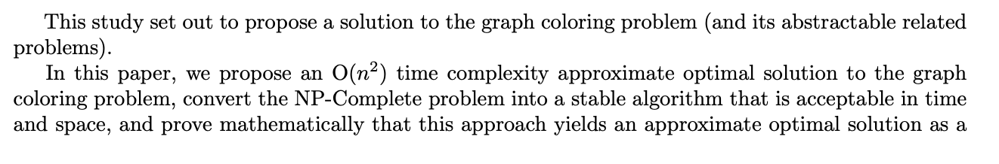 This study set out to propose a solution to the graph coloring problem (and its abstractable related
problems).
In this paper, we propose an O(n²) time complexity approximate optimal solution to the graph
coloring problem, convert the NP-Complete problem into a stable algorithm that is acceptable in time
and space, and prove mathematically that this approach yields an approximate optimal solution as a